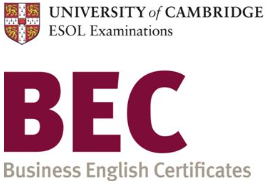 UNIVERSITY of CAMBRIDGE
ESOL Examinations
BEC
Business English Certificates